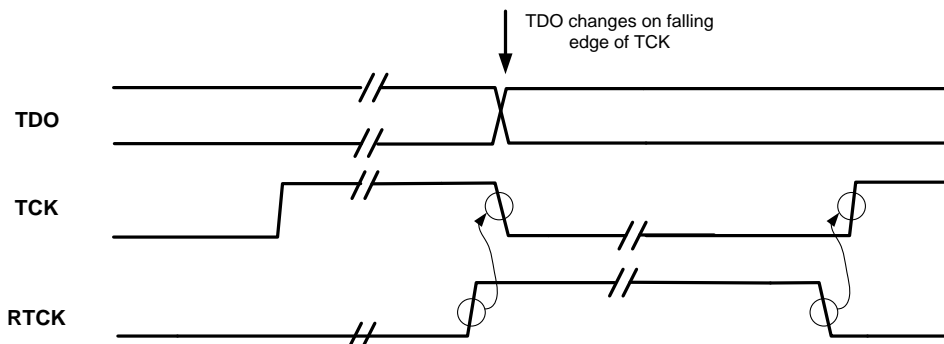 TDO changes on falling
edge of TCK
TDO
TCK
RTCK